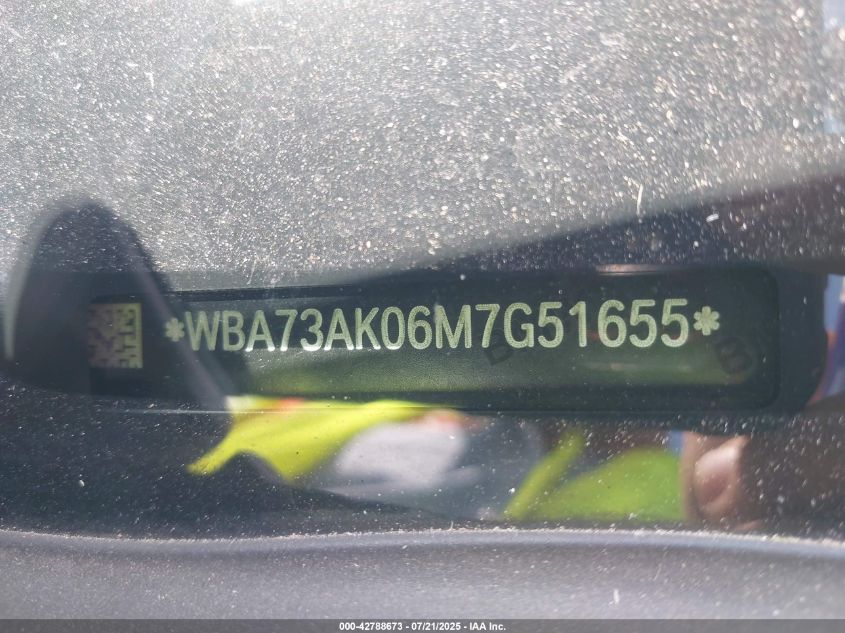 *WBA73AK06M7G51655*
000-42788673 - 07/21/2025 - IAA Inc.